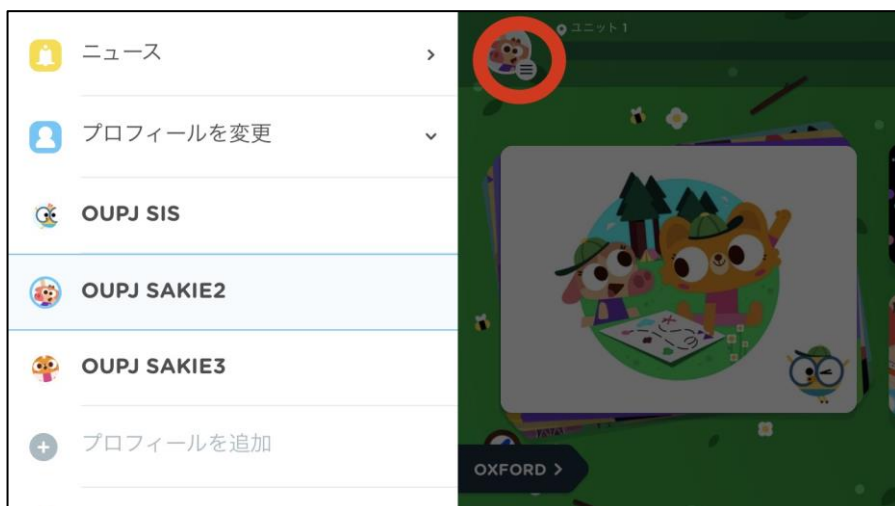 ニュース
プロフィールを変更
OUPJ SIS
OUPJ SAKIE2
OUPJ SAKIE3
プロフィールを追加
ユニット 1
OXFORD